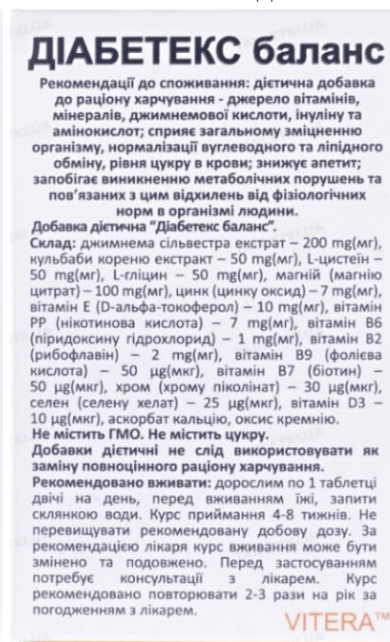 ДІАБЕТЕКС баланс
Рекомендації до споживання: дієтична добавка
до раціону харчування - джерело вітамінів,
мінералів, джимнемової кислоти, інуліну та
амінокислот; сприяє загальному зміцненню
організму, нормалізації вуглеводного та ліпідного
обміну, рівня цукру в крові; знижує апетит;
запобігає виникненню метаболічних порушень та
пов’язаних з цим відхилень від фізіологічних
норм в організмі людини.
Добавка дієтична “Діабетекс баланс”.
Склад: джимнема сільвестра екстракт – 200 mg(мг),
кульбаби кореню екстракт – 50 mg(мг), L-цистеїн –
50 mg(мг), L-гліцин – 50 mg(мг), магній (магнію
цитрат) – 100 mg(мг), цинк (цинку оксид) – 7 mg(мг),
вітамін Е (D-альфа-токоферол) – 10 mg(мг), вітамін
РР (нікотинова кислота) – 7 mg(мг), вітамін В6
(піридоксину гідрохлорид) – 1 mg(мг), вітамін В2
(рибофлавін) – 2 mg(мг), вітамін В9 (фолієва
кислота) – 50 µg(мкг), вітамін В7 (біотин) –
50 µg(мкг), хром (хрому піколінат) – 30 µg(мкг),
селен (селену хелат) – 25 µg(мкг), вітамін D3 –
10 µg(мкг), аскорбат кальцію, оксис кремнію.
Не містить ГМО. Не містить цукру.
Добавки дієтичні не слід використовувати як
заміну повноцінного раціону харчування.
Рекомендовано вживати: дорослим по 1 таблетці
двічі на день, перед вживанням їжі, запити
склянкою води. Курс приймання 4-8 тижнів. Не
перевищувати рекомендовану добову дозу. За
рекомендацією лікаря курс вживання може бути
змінено та подовжено. Перед застосуванням
потребує консультації з лікарем. Курс
рекомендовано повторювати 2-3 рази на рік за
погодженням з лікарем.
VITERA™